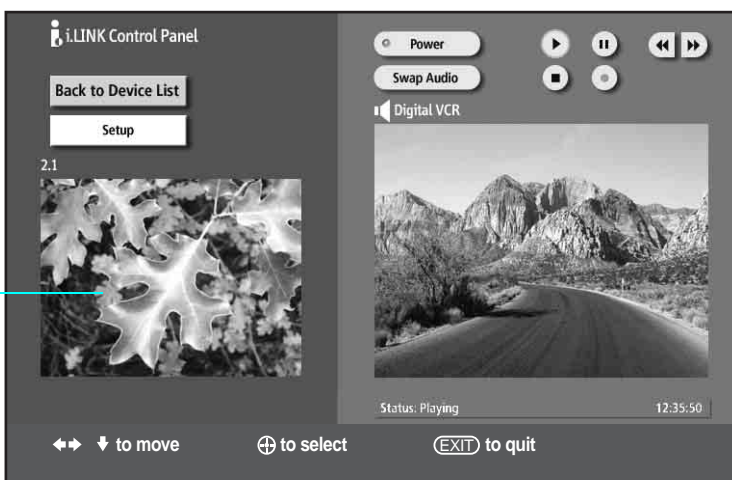 i.LINK Control Panel
Back to Device List
Setup
2.1
Power
Swap Audio
Digital VCR
Status: Playing 12:35:50
to move to select EXIT to quit